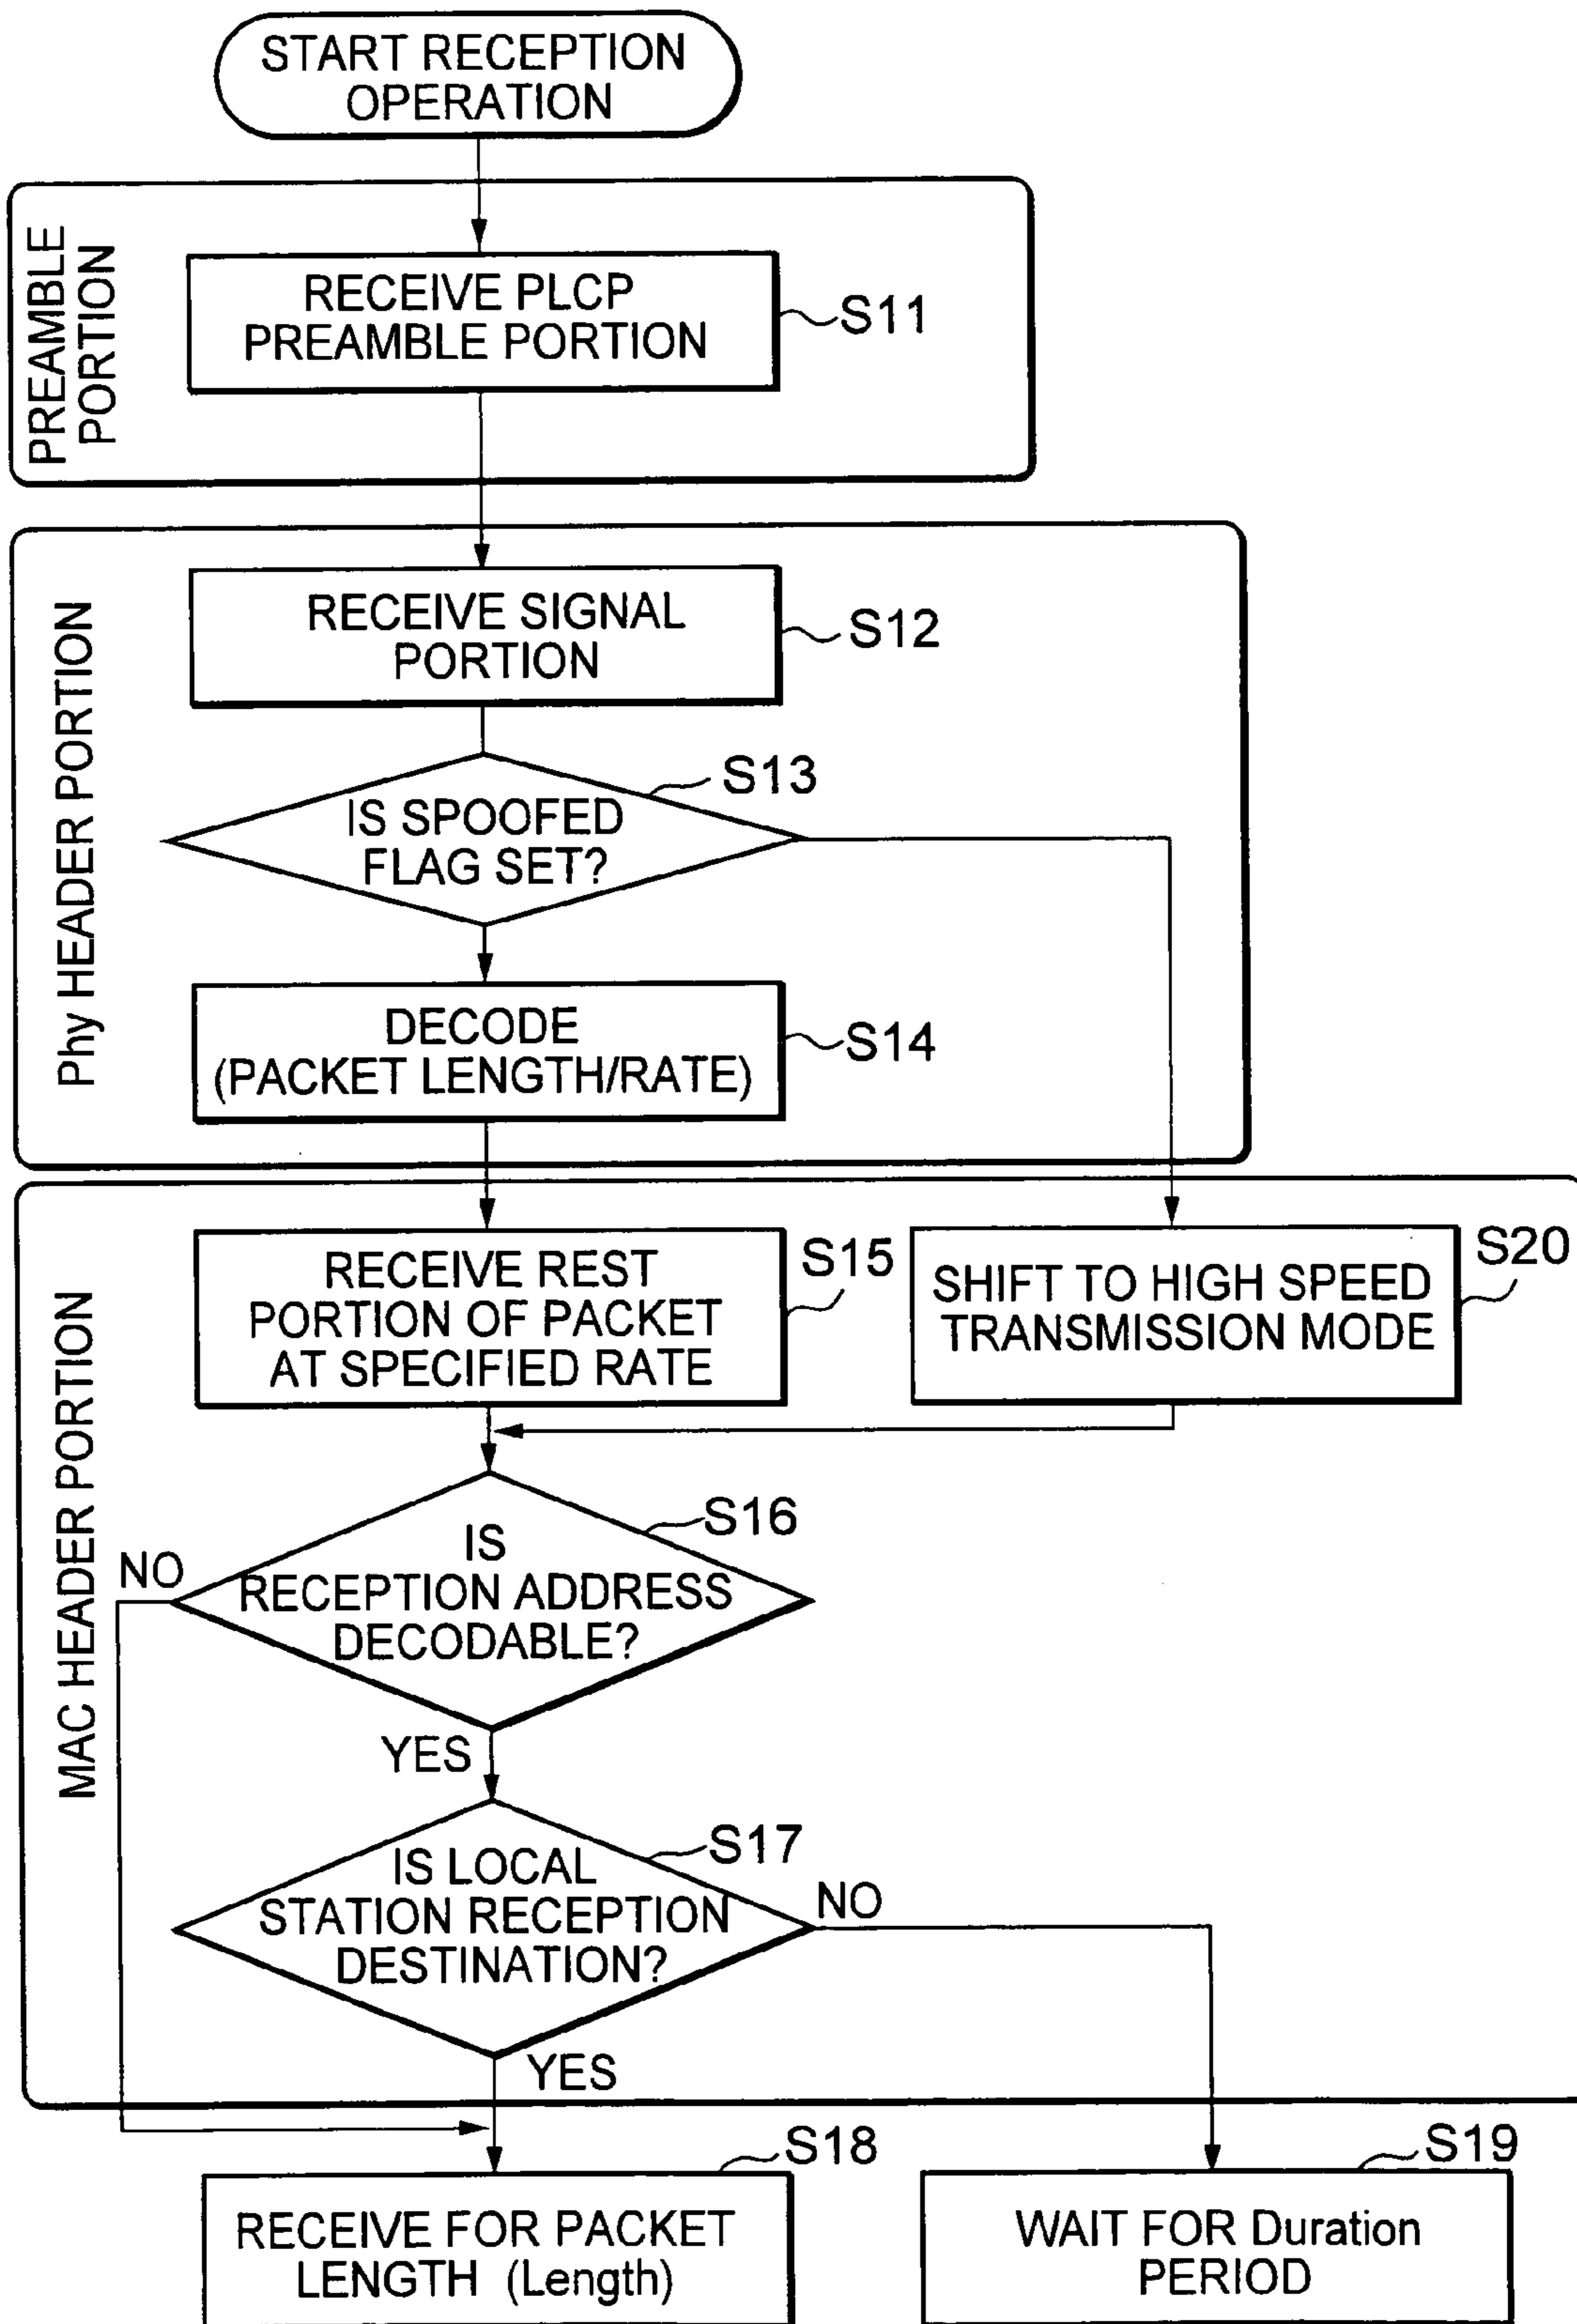 START RECEPTION
OPERATION
PREAMBLE
PORTION
RECEIVE PLCP
PREAMBLE PORTION
S11
Phy HEADER PORTION
RECEIVE SIGNAL
PORTION
S12
S13
IS SPOOFED
FLAG SET?
DECODE
(PACKET LENGTH/RATE)
S14
MAC HEADER PORTION
RECEIVE REST
PORTION OF PACKET
AT SPECIFIED RATE
S15
SHIFT TO HIGH SPEED
TRANSMISSION MODE
S20
S16
IS
RECEPTION ADDRESS
DECODABLE?
NO
YES
S17
IS LOCAL
STATION RECEPTION
DESTINATION?
NO
YES
S18
RECEIVE FOR PACKET
LENGTH (Length)
S19
WAIT FOR Duration
PERIOD